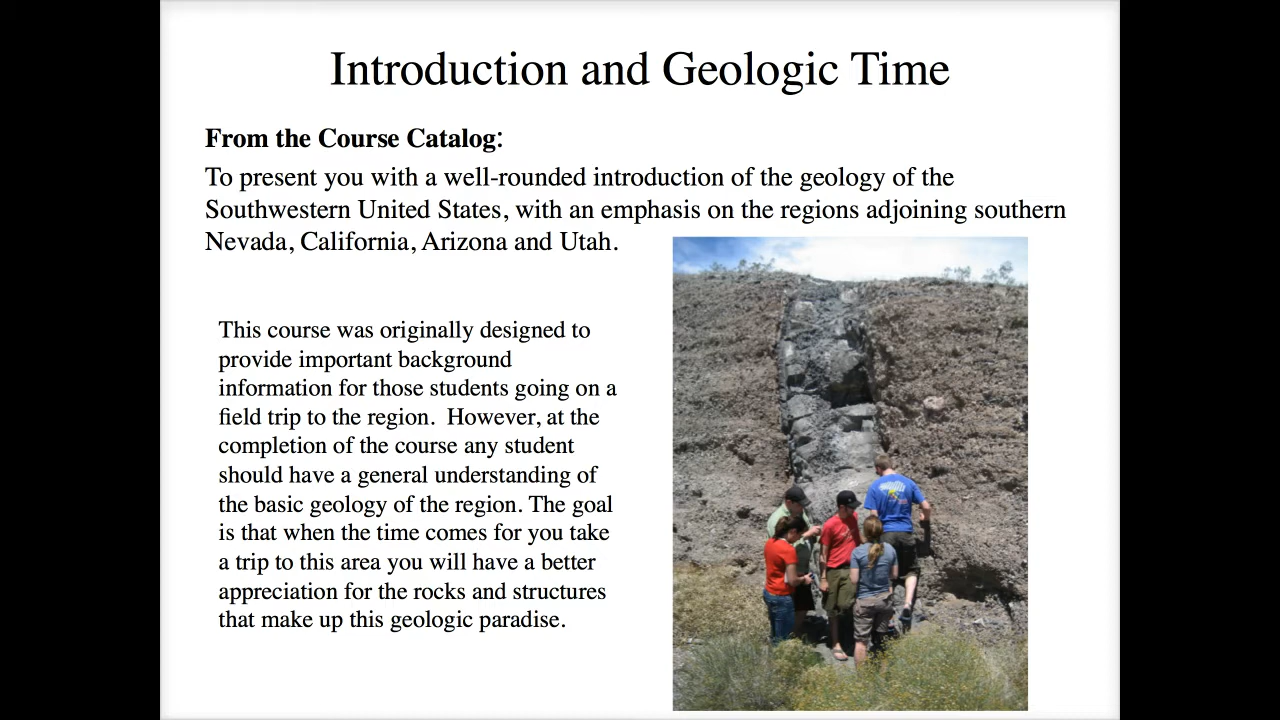 Introduction and Geologic Time
From the Course Catalog:
To present you with a well-rounded introduction of the geology of the
Southwestern United States, with an emphasis on the regions adjoining southern
Nevada, California, Arizona and Utah.
This course was originally designed to
provide important background
information for those students going on a
field trip to the region.  However, at the
completion of the course any student
should have a general understanding of
the basic geology of the region. The goal
is that when the time comes for you take
a trip to this area you will have a better
appreciation for the rocks and structures
that make up this geologic paradise.